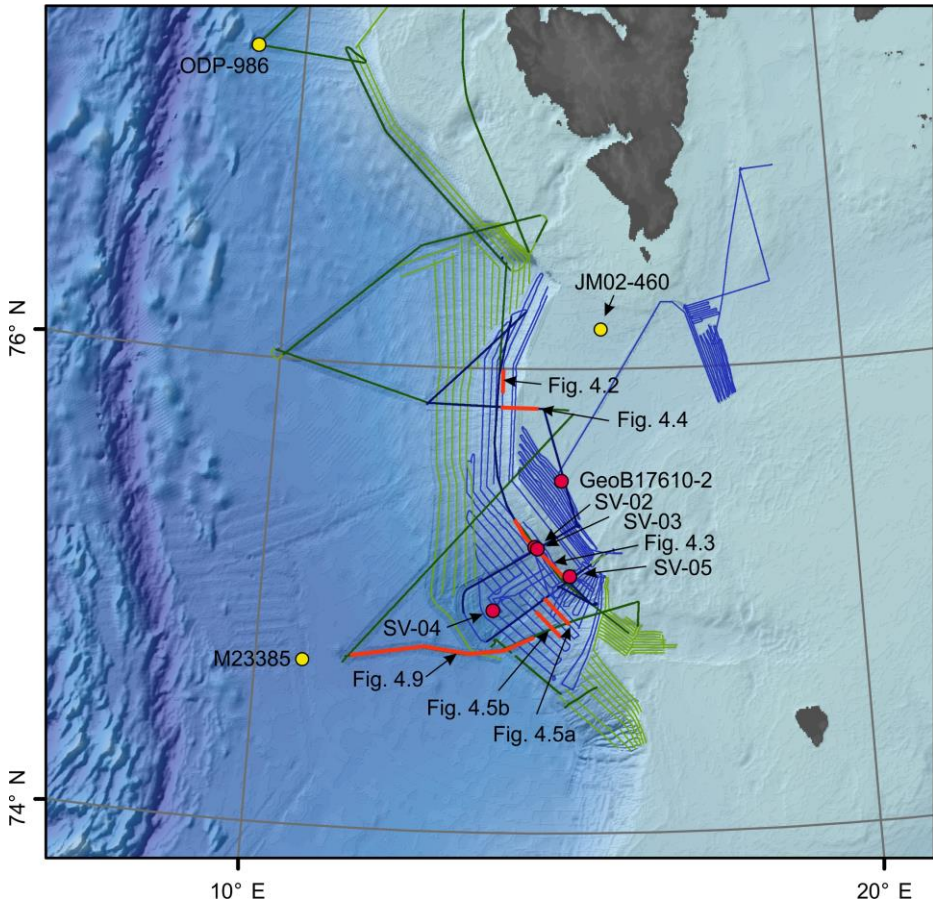 ODP-986
JM02-460
76° N
Fig. 4.2
Fig. 4.4
GeoB17610-2
SV-02
SV-03
Fig. 4.3
SV-05
SV-04
M23385
Fig. 4.9
Fig. 4.5b
Fig. 4.5a
74° N
10° E
20° E